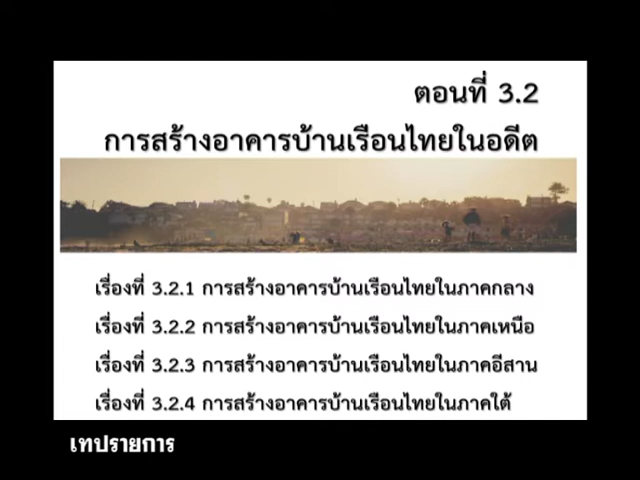 ตอนที่ 3.2
การสร้างอาคารบ้านเรือนไทยในอดีต
เรื่องที่ 3.2.1 การสร้างอาคารบ้านเรือนไทยในภาคกลาง
เรื่องที่ 3.2.2 การสร้างอาคารบ้านเรือนไทยในภาคเหนือ
เรื่องที่ 3.2.3 การสร้างอาคารบ้านเรือนไทยในภาคอีสาน
เรื่องที่ 3.2.4 การสร้างอาคารบ้านเรือนไทยในภาคใต้
เทปรายการ